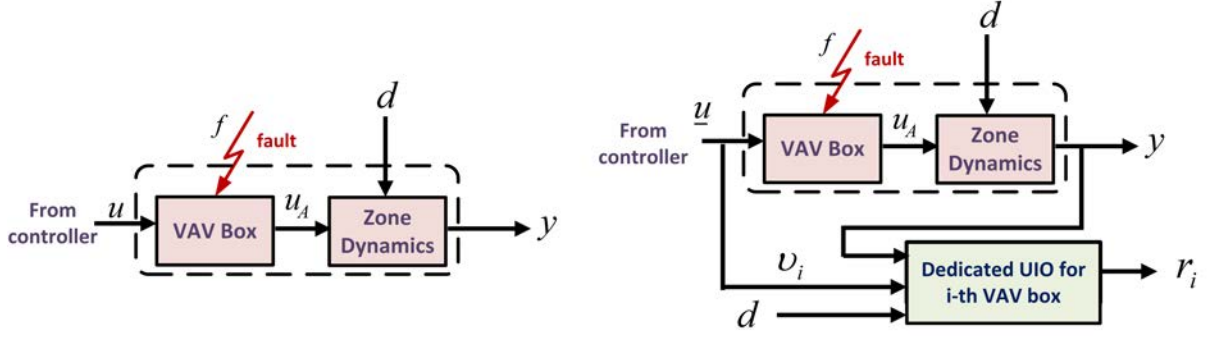 f
fault
d
From
controller
u
VAV Box
u_A
Zone
Dynamics
y
f
fault
d
From
controller
u
VAV Box
u_A
Zone
Dynamics
y
υ_i
d
Dedicated UIO for
i-th VAV box
r_i